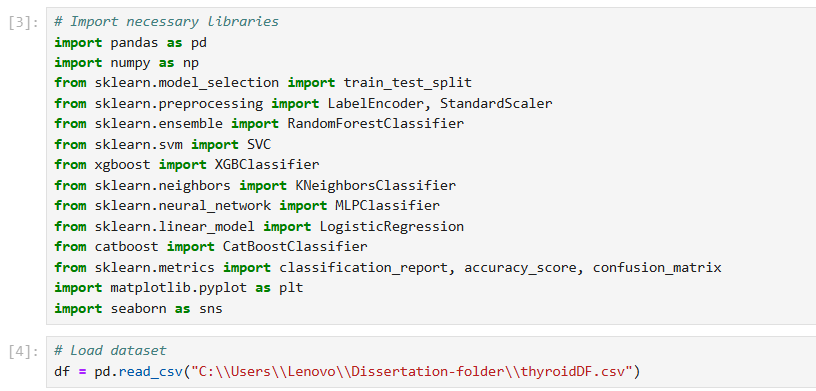 [3]: # Import necessary libraries
import pandas as pd
import numpy as np
from sklearn.model_selection import train_test_split
from sklearn.preprocessing import LabelEncoder, StandardScaler
from sklearn.ensemble import RandomForestClassifier
from sklearn.svm import SVC
from xgboost import XGBClassifier
from sklearn.neighbors import KNeighborsClassifier
from sklearn.neural_network import MLPClassifier
from sklearn.linear_model import LogisticRegression
from catboost import CatBoostClassifier
from sklearn.metrics import classification_report, accuracy_score, confusion_matrix
import matplotlib.pyplot as plt
import seaborn as sns
[4]: # Load dataset
df = pd.read_csv("C:\\Users\\Lenovo\\Dissertation-folder\\thyroidDF.csv")